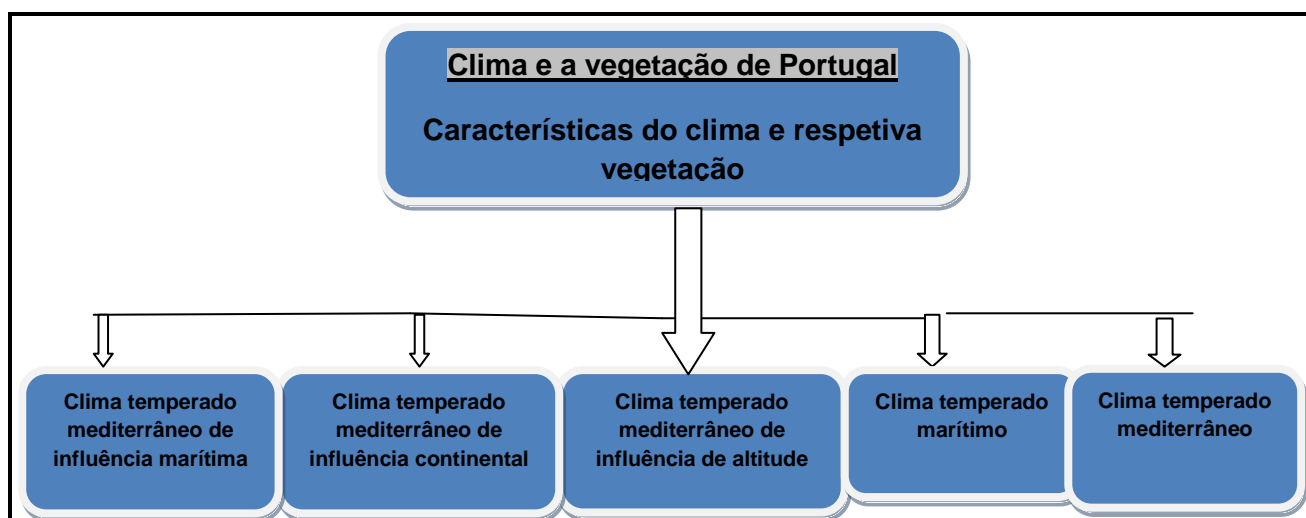 Clima e a vegetação de Portugal
Características do clima e respetiva
vegetação
Clima temperado
mediterrâneo de
influência marítima
Clima temperado
mediterrâneo de
influência continental
Clima temperado
mediterrâneo de
influência de altitude
Clima temperado
marítimo
Clima temperado
mediterrâneo